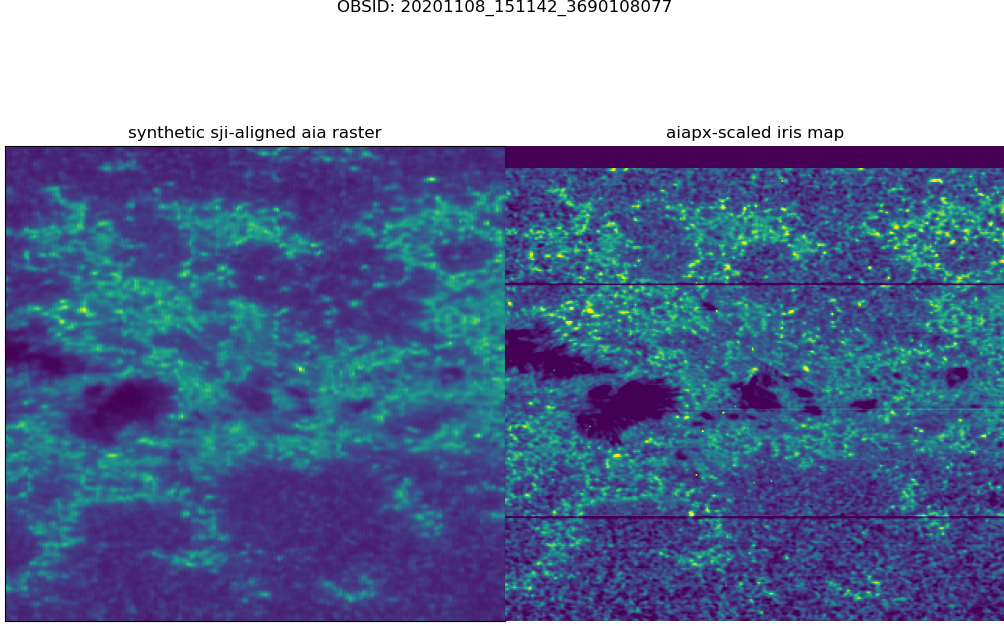 OBSID: 20201108_151142_3690108077
synthetic sji-aligned aia raster
aiapx-scaled iris map